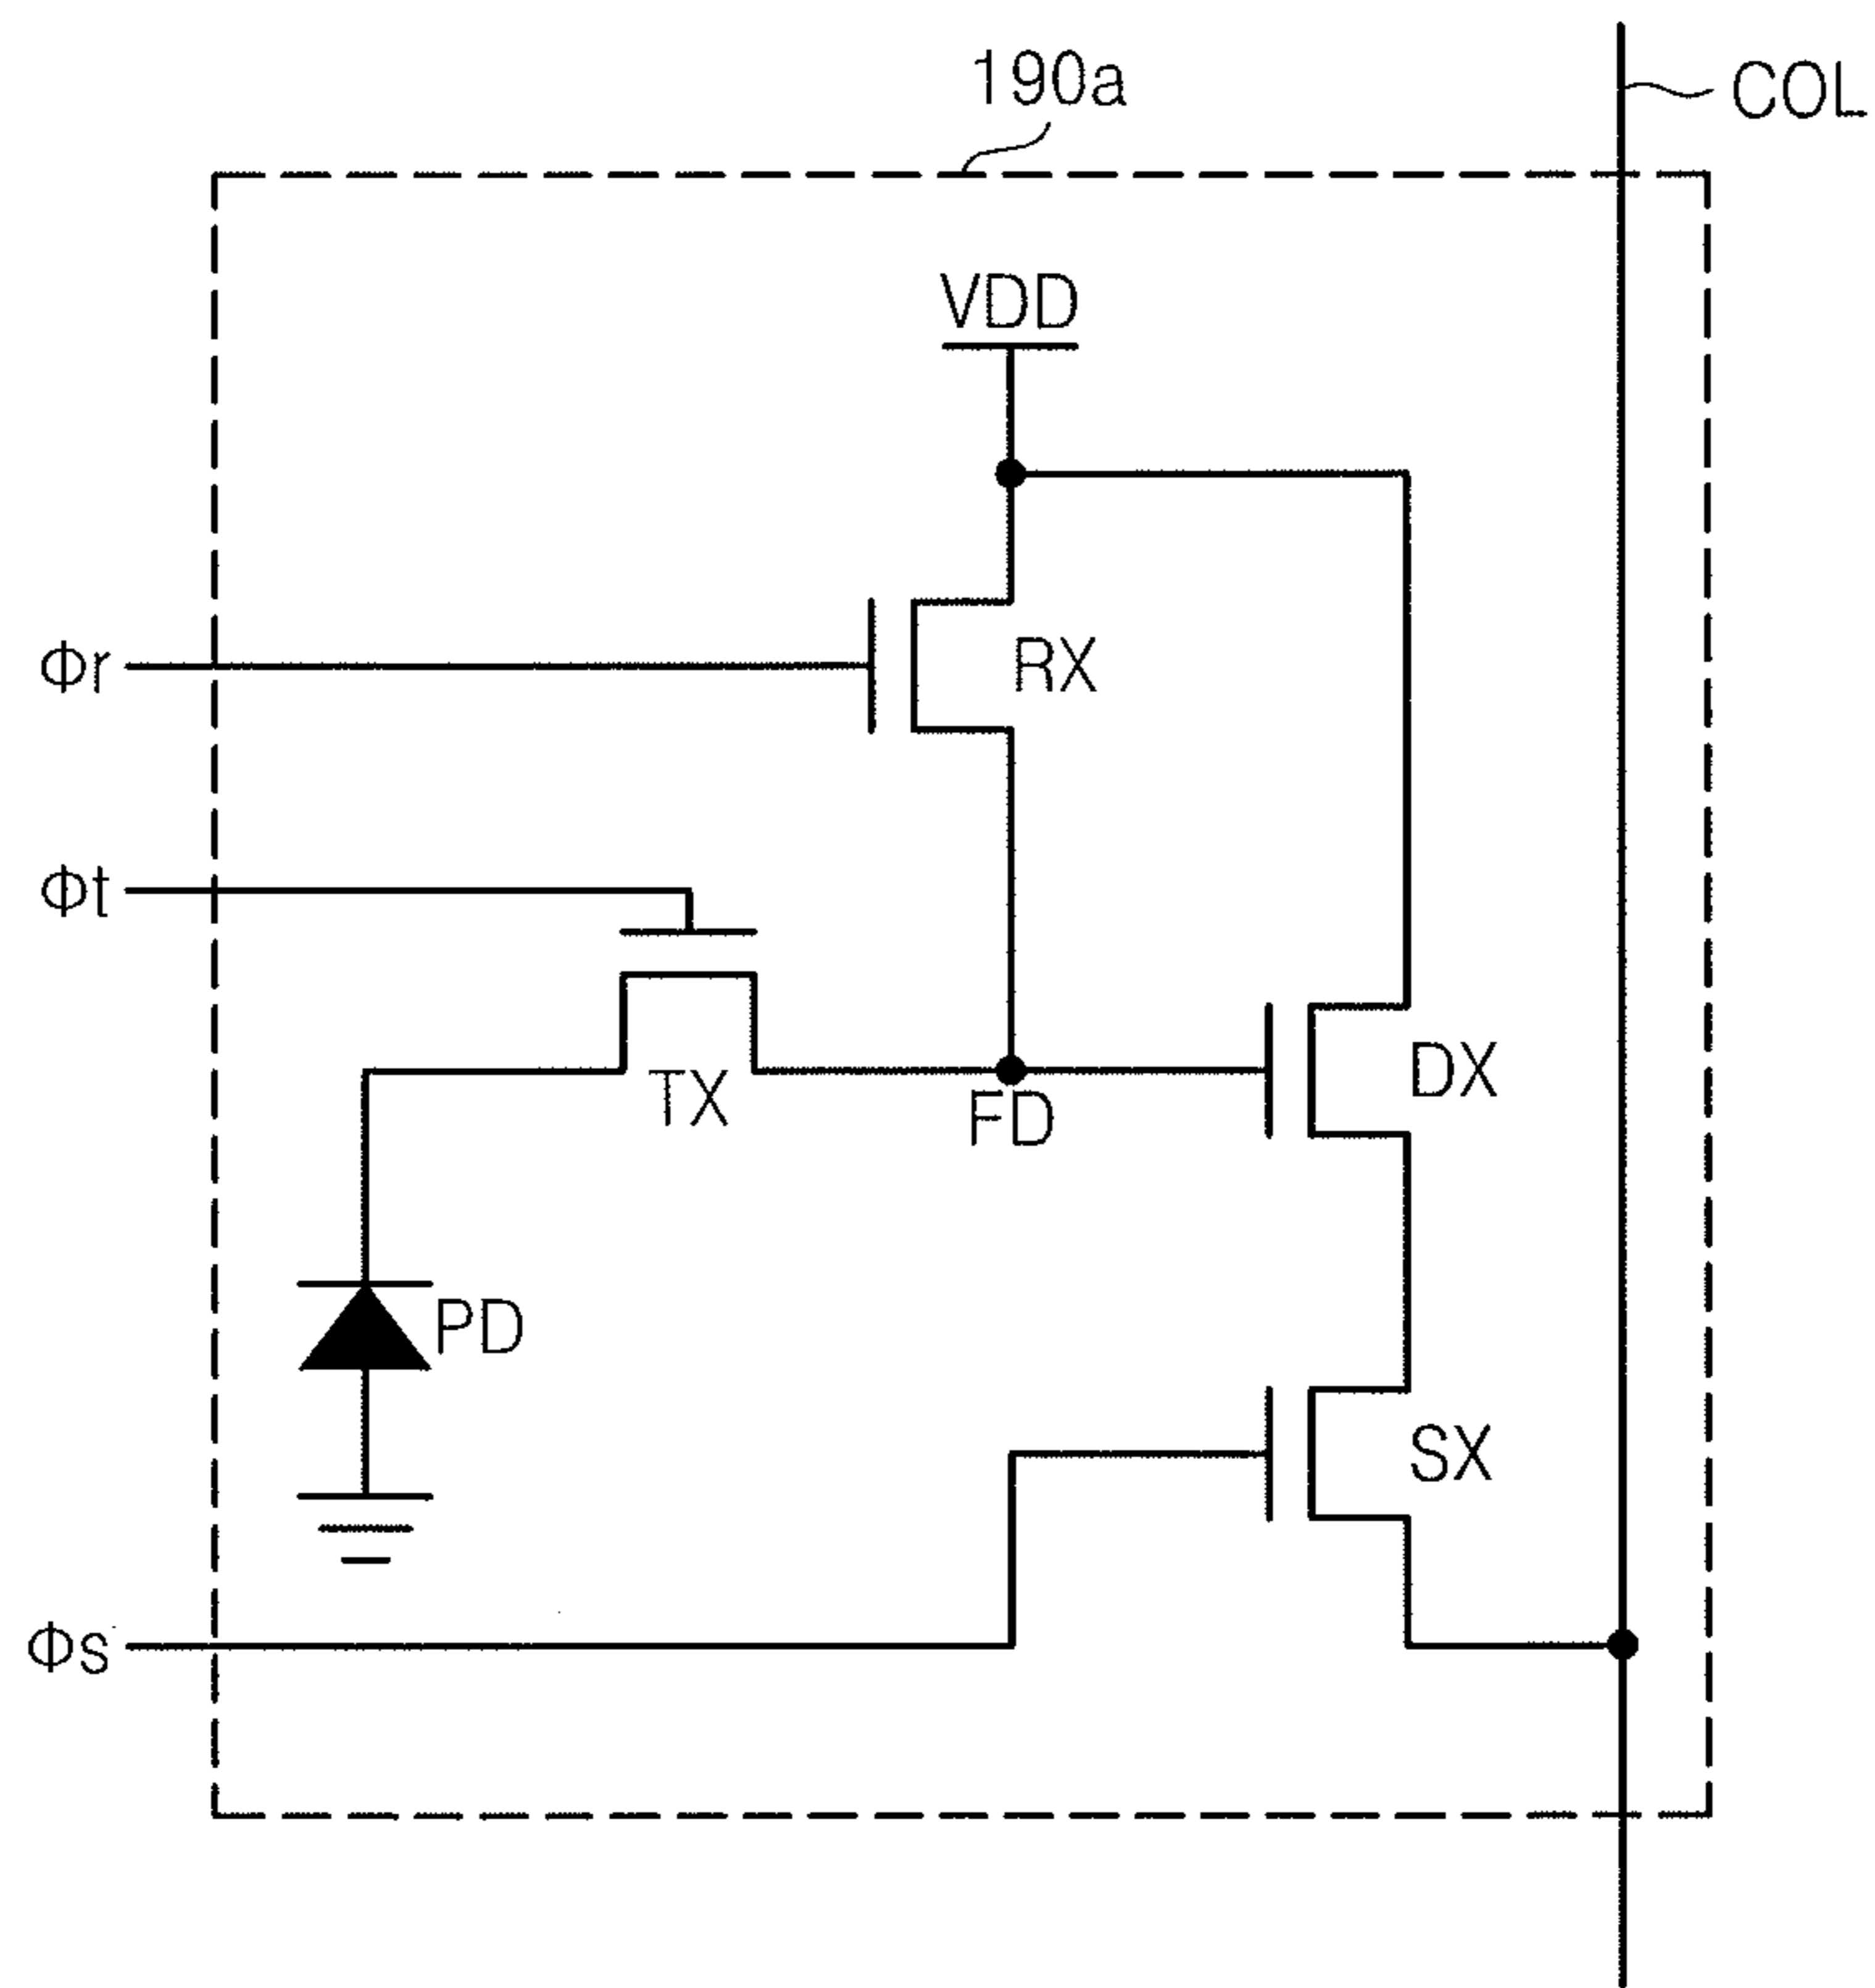 190a
COL
VDD
Φr
RX
Φt
TX
FD
DX
PD
SX
Φs